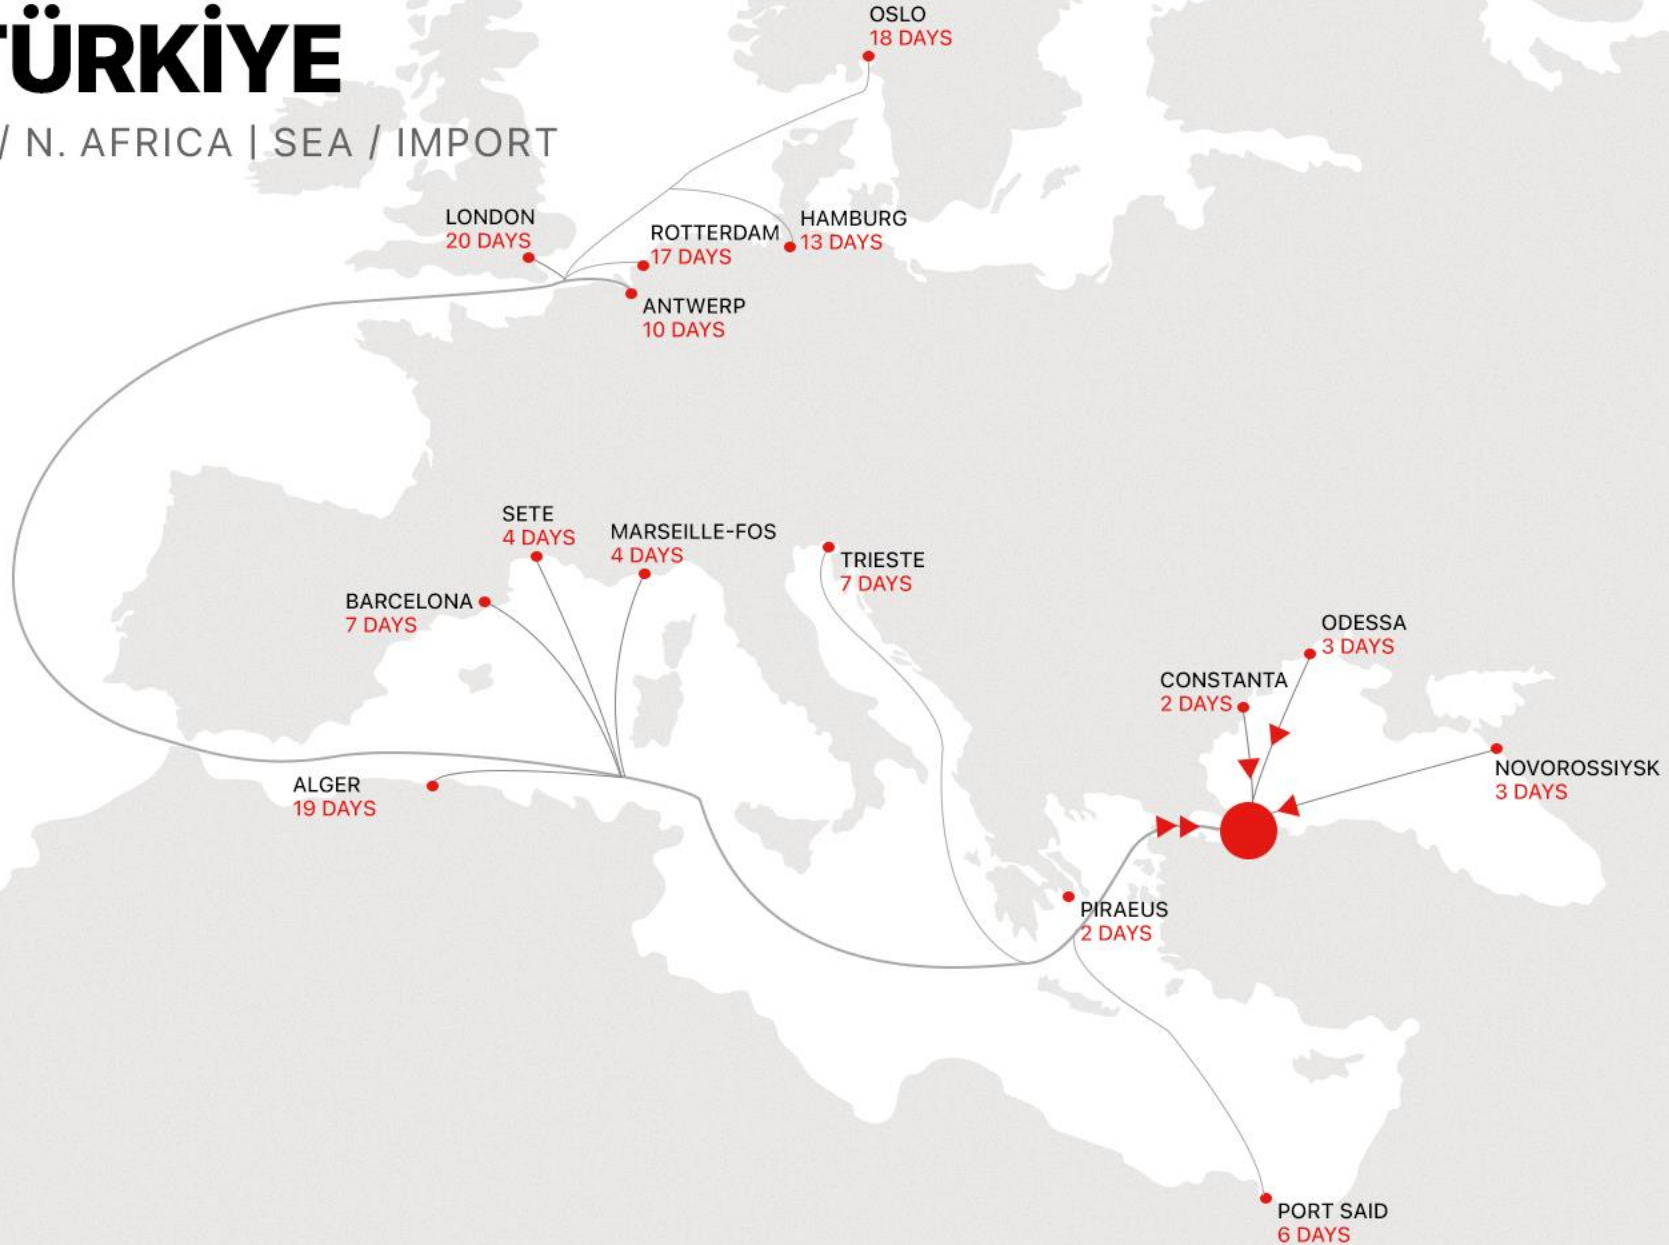 TÜRKİYE
/ N. AFRICA | SEA / IMPORT
OSLO
18 DAYS
LONDON
20 DAYS
ROTTERDAM
17 DAYS
HAMBURG
13 DAYS
ANTWERP
10 DAYS
SETE
4 DAYS
MARSEILLE-FOS
4 DAYS
TRIESTE
7 DAYS
BARCELONA
7 DAYS
ODESSA
3 DAYS
CONSTANTA
2 DAYS
NOVOROSSIYSK
3 DAYS
ALGER
19 DAYS
PIRAEUS
2 DAYS
PORT SAID
6 DAYS